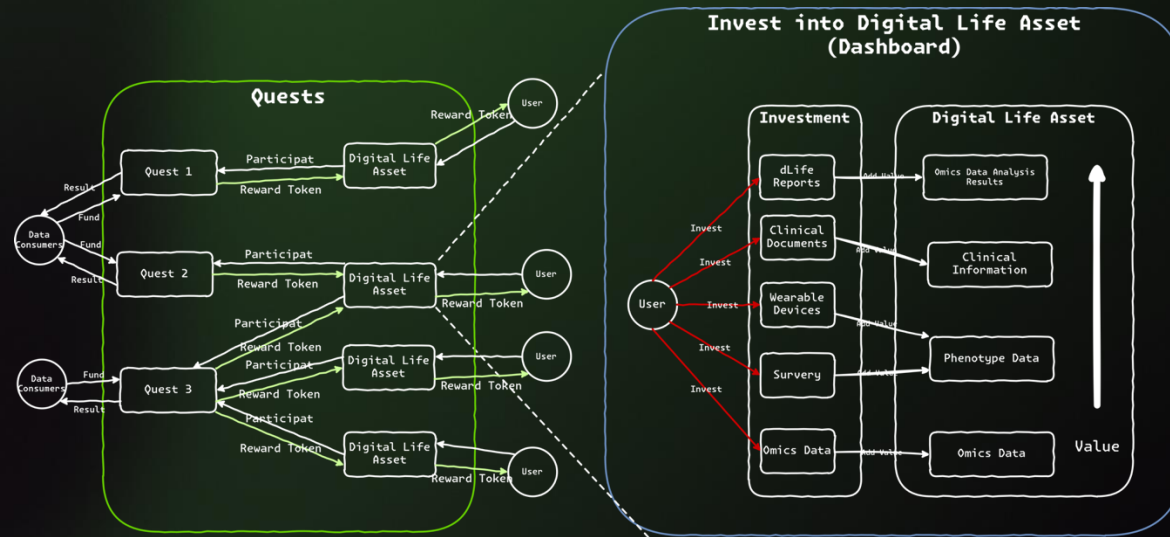 Invest into Digital Life Asset
(Dashboard)
Quests
Quest 1
Quest 2
Quest 3
Data
Consumers
Data
Consumers
Result
Fund
Fund
Result
Fund
Result
Participat
Reward Token
Digital Life
Asset
Reward Token
User
Participat
Reward Token
Digital Life
Asset
User
Reward Token
Participat
Reward Token
Participat
Reward Token
Digital Life
Asset
User
Reward Token
Participat
Reward Token
Digital Life
Asset
User
Reward Token
User
Invest
Invest
Invest
Invest
Invest
Investment
dLife
Reports
Clinical
Documents
Wearable
Devices
Survery
Omics Data
Add Value
Add Value
Add Value
Add Value
Add Value
Digital Life Asset
Omics Data Analysis
Results
Clinical
Information
Phenotype Data
Omics Data
Value